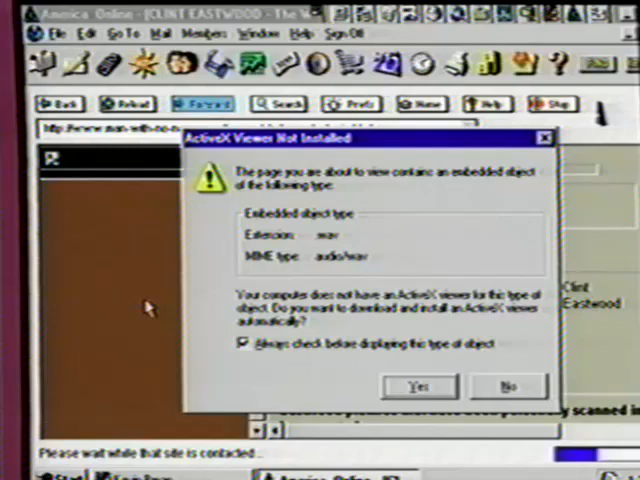 America Online - [CLINT EASTWOOD - The W
File Edit Go To Mail Members Window Help Sign Off
Back Reload Forward Search Prefs Home Help Stop
ActiveX Viewer Not Installed
The page you are about to view contains an embedded object
of the following type:
Embedded object type
Extension: .wav
MIME type: audio/wav
Your computer does not have an ActiveX viewer for this type of
object. Do you want to download and install an ActiveX viewer
automatically?
Always check before displaying this type of object
Yes No
Clint
Eastwood
y scanned in
Please wait while that site is contacted...
Start
America Online